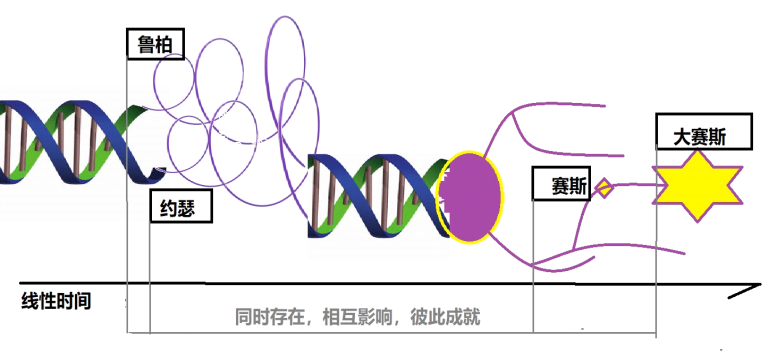 鲁柏
大赛斯
赛斯
约瑟
线性时间
同时存在，相互影响，彼此成就